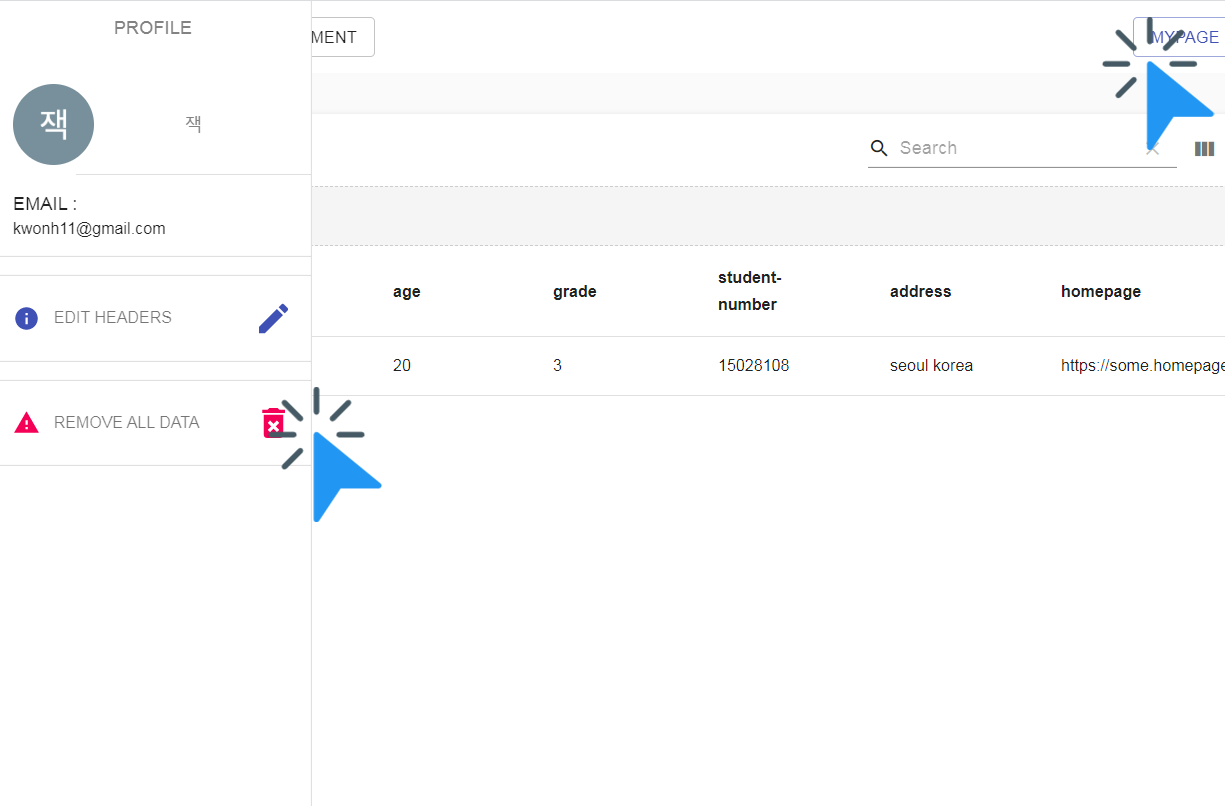 PROFILE
MENT
MYPAGE
잭
잭
Search
EMAIL :
kwonh11@gmail.com
age
grade
student-
number
address
homepage
EDIT HEADERS
20
3
15028108
seoul korea
https://some.homepage
REMOVE ALL DATA